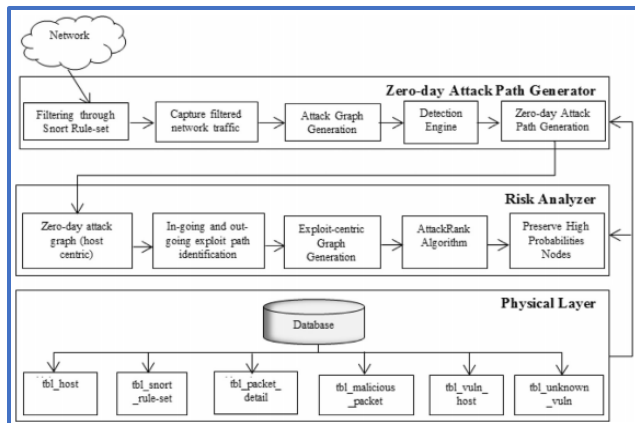 Network
Zero-day Attack Path Generator
Filtering through
Snort Rule-set
Capture filtered
network traffic
Attack Graph
Generation
Detection
Engine
Zero-day Attack
Path Generation
Risk Analyzer
Zero-day attack
graph (host
centric)
In-going and out-
going exploit path
identification
Exploit-centric
Graph
Generation
AttackRank
Algorithm
Preserve High
Probabilities
Nodes
Physical Layer
Database
tbl_host
tbl_snort
_rule-set
tbl_packet_
detail
tbl_malicious
_packet
tbl_vuln_
host
tbl_unknown
_vuln